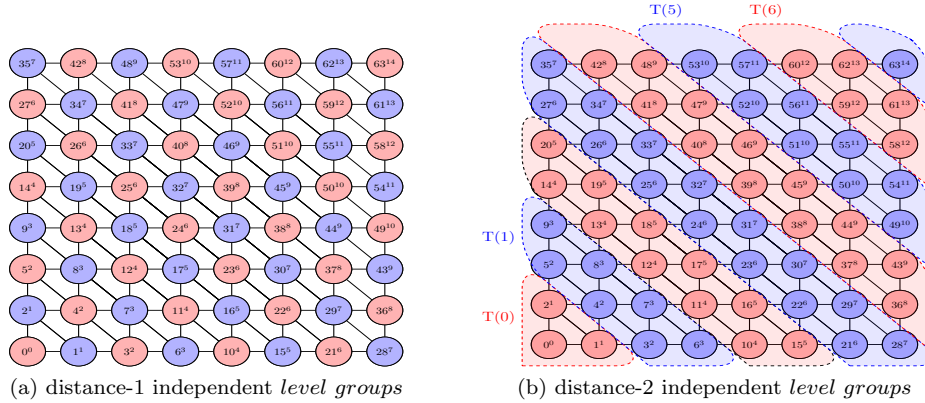 35⁷ 42⁸ 48⁹ 53¹⁰ 57¹¹ 60¹² 62¹³ 63¹⁴
27⁶ 34⁷ 41⁸ 47⁹ 52¹⁰ 56¹¹ 59¹² 61¹³
20⁵ 26⁶ 33⁷ 40⁸ 46⁹ 51¹⁰ 55¹¹ 58¹²
14⁴ 19⁵ 25⁶ 32⁷ 39⁸ 45⁹ 50¹⁰ 54¹¹
9³ 13⁴ 18⁵ 24⁶ 31⁷ 38⁸ 44⁹ 49¹⁰
5² 8³ 12⁴ 17⁵ 23⁶ 30⁷ 37⁸ 43⁹
2¹ 4² 7³ 11⁴ 16⁵ 22⁶ 29⁷ 36⁸
0⁰ 1¹ 3² 6³ 10⁴ 15⁵ 21⁶ 28⁷
(a) distance-1 independent level groups
T(5) T(6)
35⁷ 42⁸ 48⁹ 53¹⁰ 57¹¹ 60¹² 62¹³ 63¹⁴
27⁶ 34⁷ 41⁸ 47⁹ 52¹⁰ 56¹¹ 59¹² 61¹³
20⁵ 26⁶ 33⁷ 40⁸ 46⁹ 51¹⁰ 55¹¹ 58¹²
14⁴ 19⁵ 25⁶ 32⁷ 39⁸ 45⁹ 50¹⁰ 54¹¹
9³ 13⁴ 18⁵ 24⁶ 31⁷ 38⁸ 44⁹ 49¹⁰
T(1)
5² 8³ 12⁴ 17⁵ 23⁶ 30⁷ 37⁸ 43⁹
2¹ 4² 7³ 11⁴ 16⁵ 22⁶ 29⁷ 36⁸
T(0)
0⁰ 1¹ 3² 6³ 10⁴ 15⁵ 21⁶ 28⁷
(b) distance-2 independent level groups